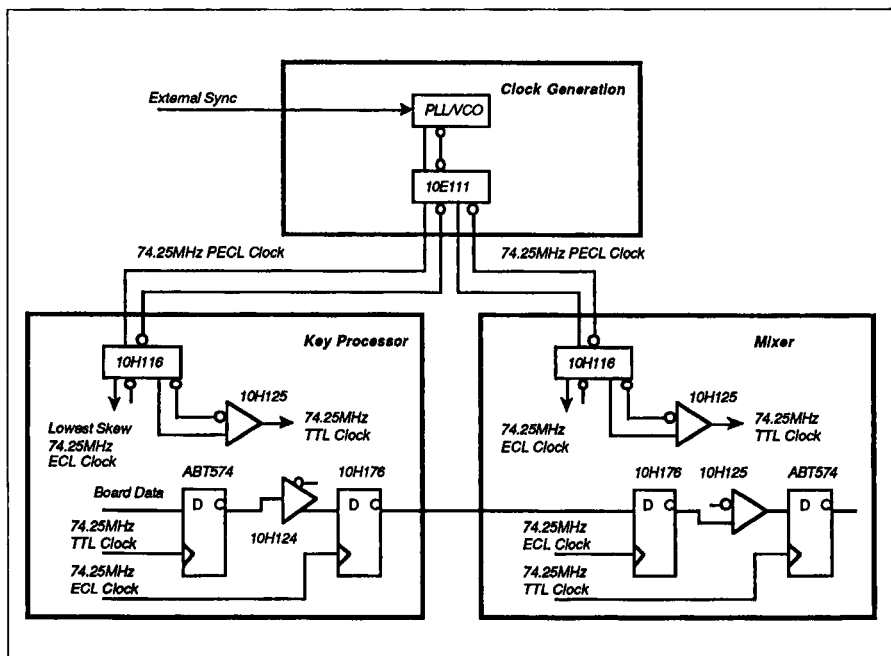 Clock Generation
External Sync
PLL/VCO
10E111
74.25MHz PECL Clock
74.25MHz PECL Clock
Key Processor
10H116
10H125
Lowest Skew
74.25MHz
ECL Clock
74.25MHz
TTL Clock
ABT574
10H176
Board Data
D
D
10H124
74.25MHz
TTL Clock
74.25MHz
ECL Clock
Mixer
10H116
10H125
74.25MHz
ECL Clock
74.25MHz
TTL Clock
10H176
10H125
ABT574
D
D
74.25MHz
ECL Clock
74.25MHz
TTL Clock